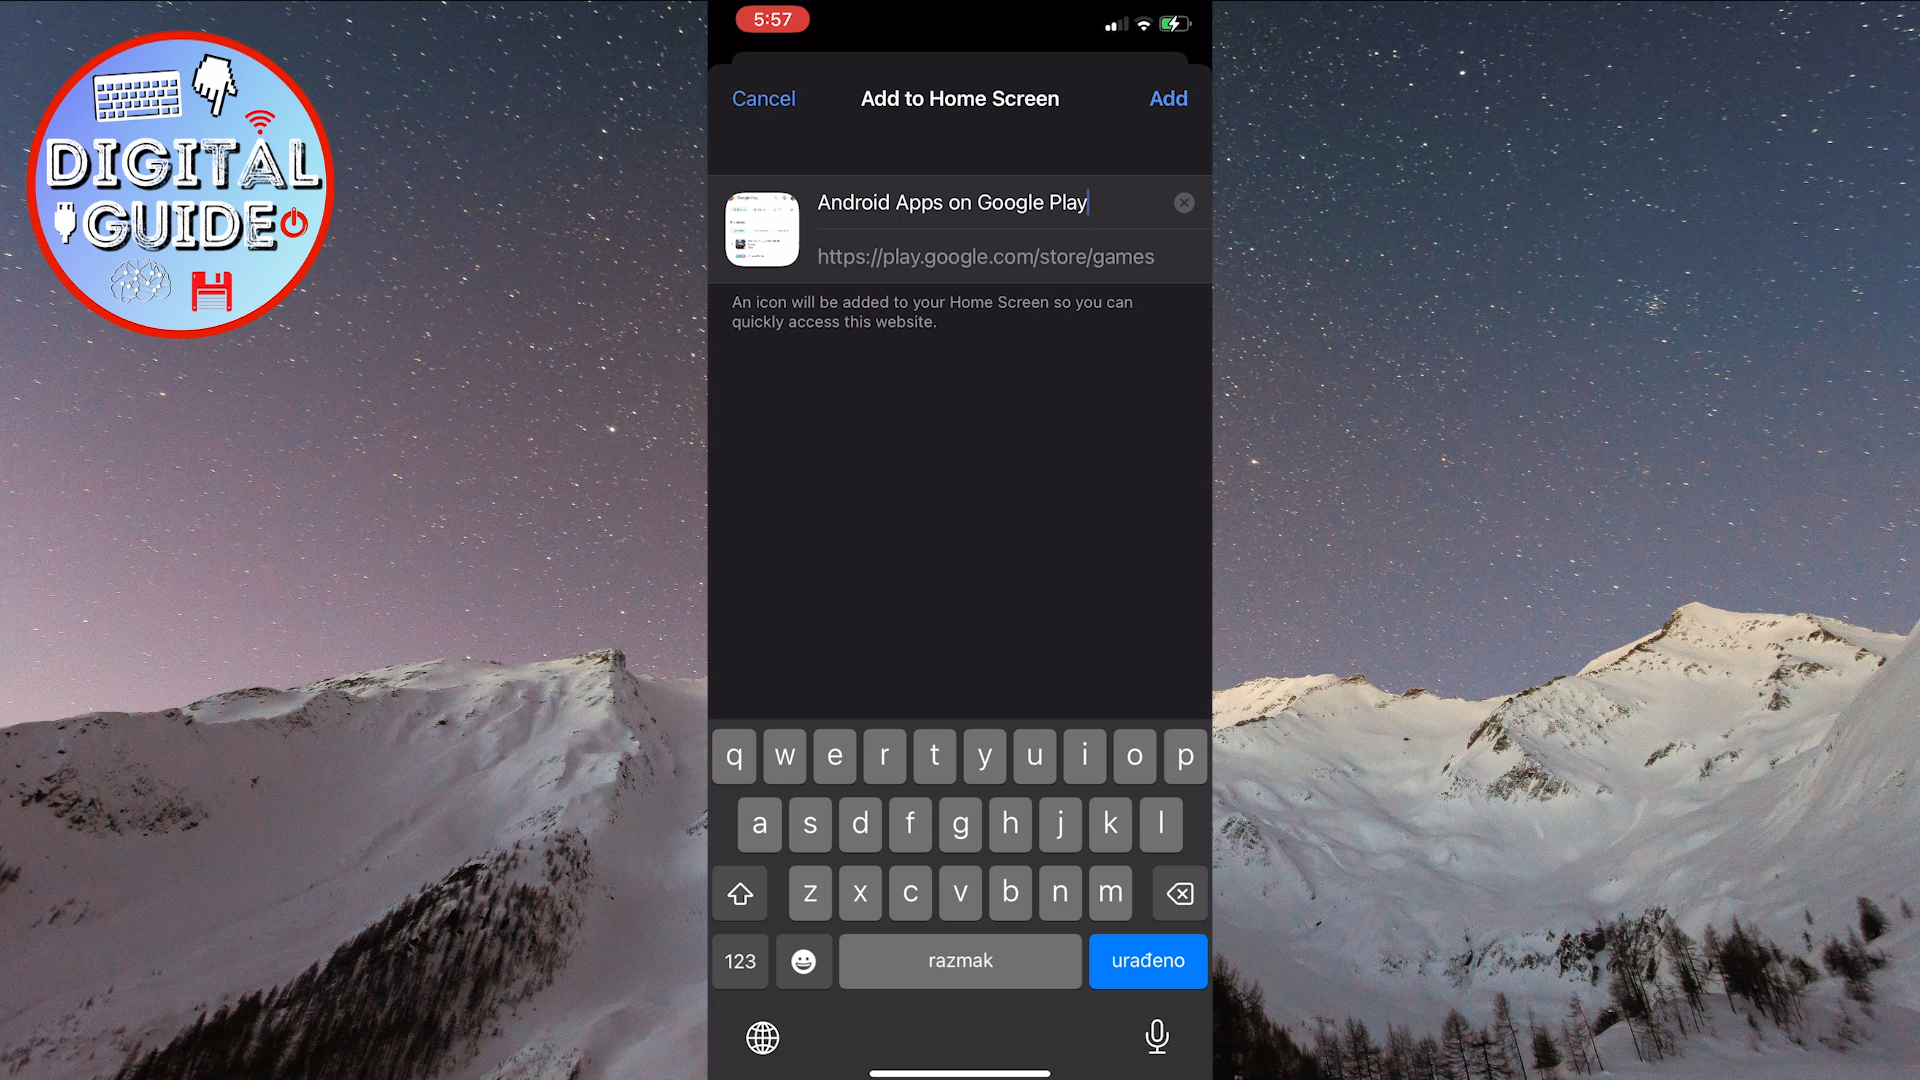 DIGITAL
GUIDE
5:57
Cancel
Add to Home Screen
Add
Android Apps on Google Play
https://play.google.com/store/games
An icon will be added to your Home Screen so you can
quickly access this website.
q w e r t y u i o p
a s d f g h j k l
z x c v b n m
123
razmak
urađeno